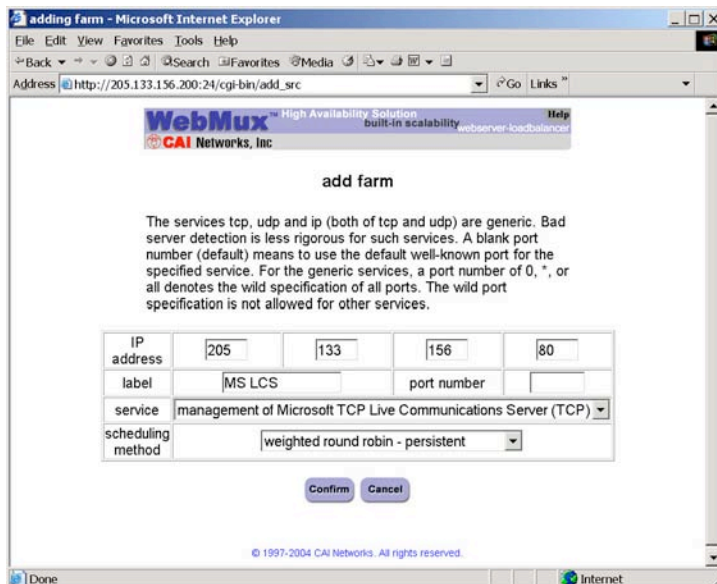 adding farm - Microsoft Internet Explorer
File Edit View Favorites Tools Help
Back Search Favorites Media
Address http://205.133.156.200:24/cgi-bin/add_src Go Links »
WebMux™ High Availability Solution Help
built-in scalability webserver-loadbalancer
CAI Networks, Inc
add farm
The services tcp, udp and ip (both of tcp and udp) are generic. Bad
server detection is less rigorous for such services. A blank port
number (default) means to use the default well-known port for the
specified service. For the generic services, a port number of 0, *, or
all denotes the wild specification of all ports. The wild port
specification is not allowed for other services.
IP address 205 133 156 80
label MS LCS port number
service management of Microsoft TCP Live Communications Server (TCP)
scheduling method weighted round robin - persistent
Confirm Cancel
© 1997-2004 CAI Networks. All rights reserved.
Done Internet